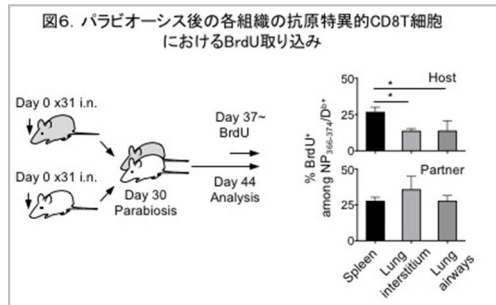 図6．パラビオーシス後の各組織の抗原特異的CD8T細胞
におけるBrdU取り込み
Day 0 x31 i.n.
Day 0 x31 i.n.
Day 30
Parabiosis
Day 37~
BrdU
Day 44
Analysis
% BrdU⁺
among NP₃₆₆₋₃₇₄/Dᵇ⁺
Host
*
*
50
25
0
Partner
50
25
0
Spleen
Lung
interstitium
Lung
airways